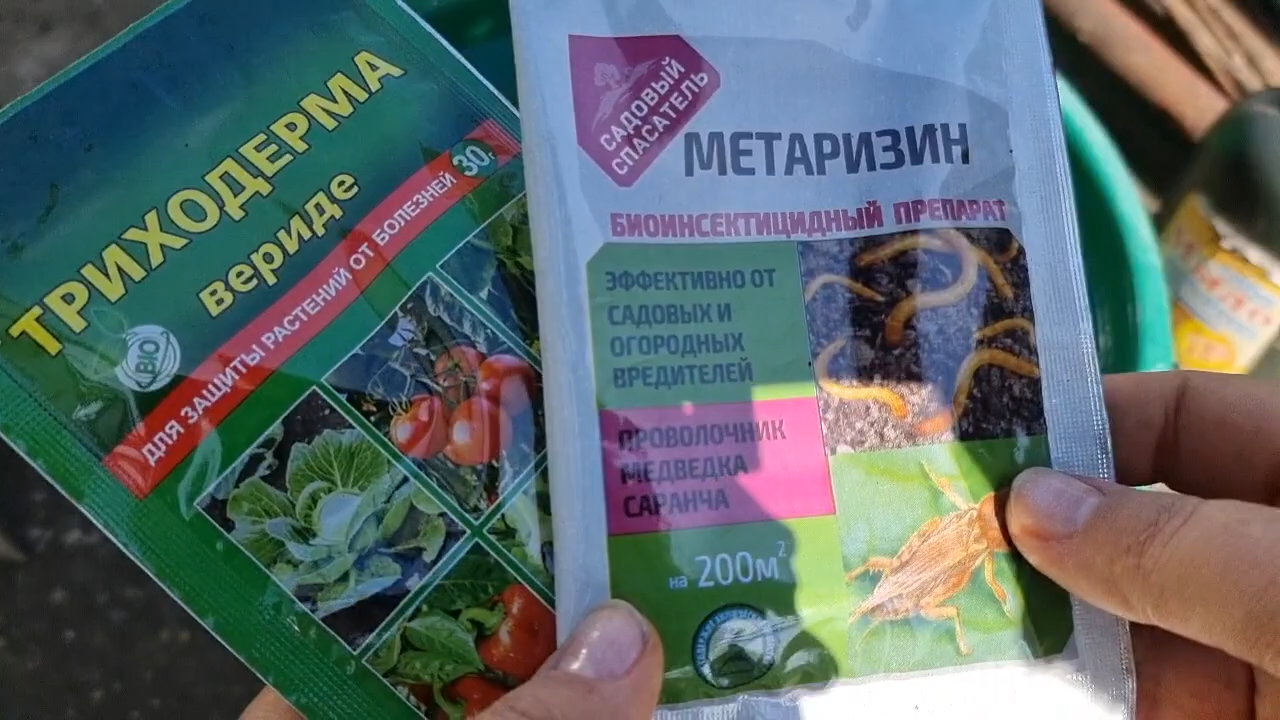 ТРИХОДЕРМА
вериде
ДЛЯ ЗАЩИТЫ РАСТЕНИЙ ОТ БОЛЕЗНЕЙ 30г
BIO
САДОВЫЙ
СПАСАТЕЛЬ
МЕТАРИЗИН
БИОИНСЕКТИЦИДНЫЙ ПРЕПАРАТ
ЭФФЕКТИВНО ОТ
САДОВЫХ И
ОГОРОДНЫХ
ВРЕДИТЕЛЕЙ
ПРОВОЛОЧНИК
МЕДВЕДКА
САРАНЧА
на 200м²